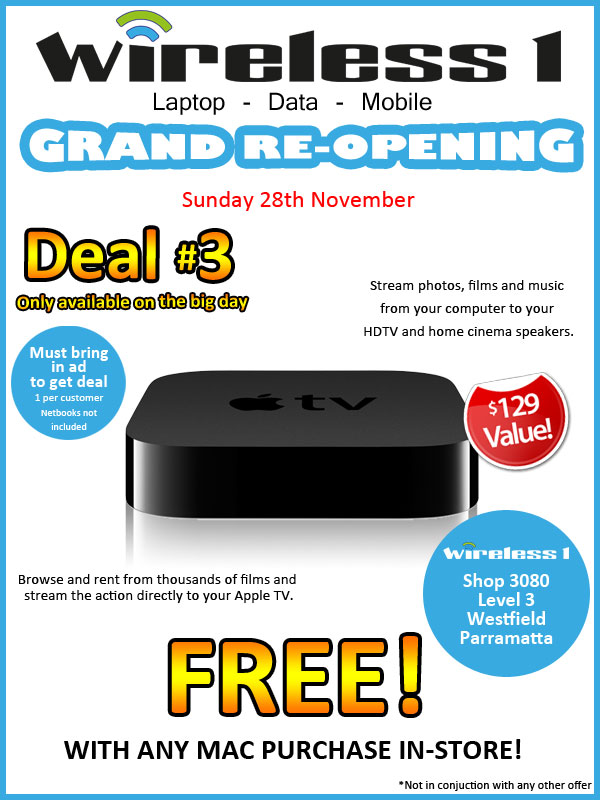 wireless 1
Laptop - Data - Mobile
GRAND RE-OPENING
Sunday 28th November
Deal #3
Only available on the big day
Stream photos, films and music
from your computer to your
HDTV and home cinema speakers.
Must bring
in ad
to get deal
1 per customer
Netbooks not
included
tv
$129
Value!
wireless 1
Shop 3080
Level 3
Westfield
Parramatta
Browse and rent from thousands of films and
stream the action directly to your Apple TV.
FREE!
WITH ANY MAC PURCHASE IN-STORE!
*Not in conjuction with any other offer